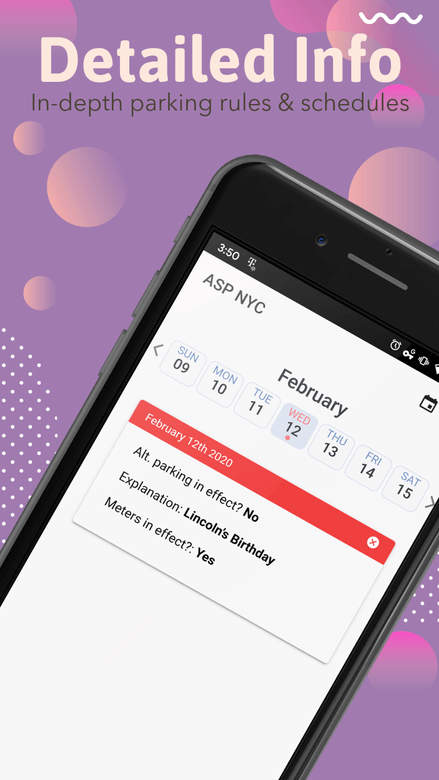 Detailed Info
In-depth parking rules & schedules
3:50
ASP NYC
February
SUN 09
MON 10
TUE 11
WED 12
THU 13
FRI 14
SAT 15
February 12th 2020
Alt. parking in effect? No
Explanation: Lincoln's Birthday
Meters in effect?: Yes